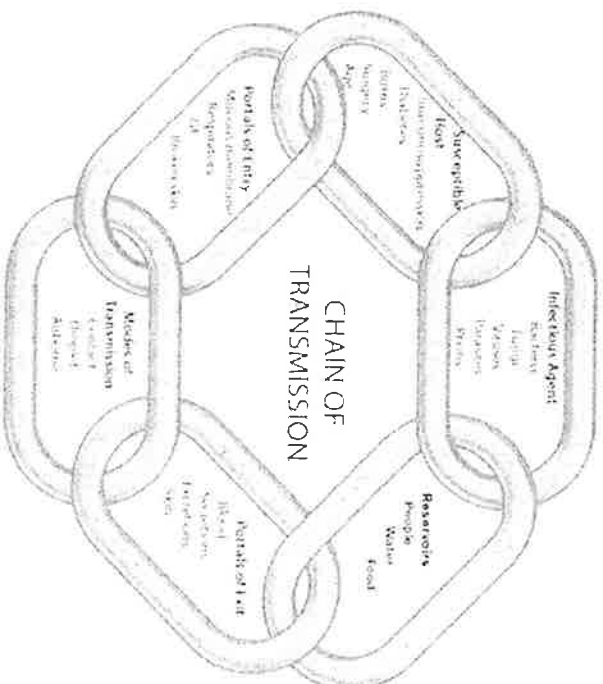 CHAIN OF
TRANSMISSION
Infectious Agent
Bacteria
Fungi
Viruses
Parasites
Prions
Reservoirs
People
Water
Food
Portals of Exit
Blood
Secretions
Excretions
Skin
Modes of
Transmission
Contact
Droplet
Airborne
Portals of Entry
Mucous membrane
Respiratory
GI
Broken skin
Susceptible
Host
Immunosuppression
Diabetes
Burns
Surgery
Age